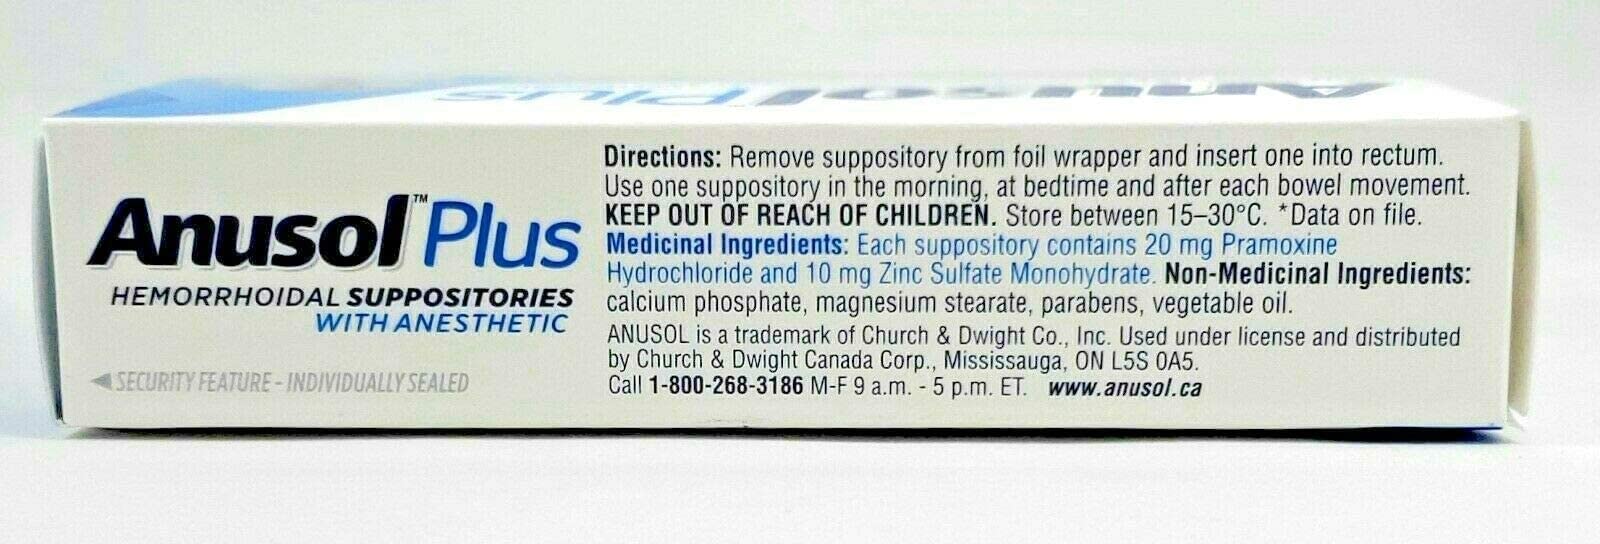 Anusol Plus
Anusol™ Plus
HEMORRHOIDAL SUPPOSITORIES
WITH ANESTHETIC
◀ SECURITY FEATURE - INDIVIDUALLY SEALED
Directions: Remove suppository from foil wrapper and insert one into rectum.
Use one suppository in the morning, at bedtime and after each bowel movement.
KEEP OUT OF REACH OF CHILDREN. Store between 15–30°C. *Data on file.
Medicinal Ingredients: Each suppository contains 20 mg Pramoxine
Hydrochloride and 10 mg Zinc Sulfate Monohydrate. Non-Medicinal Ingredients:
calcium phosphate, magnesium stearate, parabens, vegetable oil.
ANUSOL is a trademark of Church & Dwight Co., Inc. Used under license and distributed
by Church & Dwight Canada Corp., Mississauga, ON L5S 0A5.
Call 1-800-268-3186 M-F 9 a.m. - 5 p.m. ET. www.anusol.ca